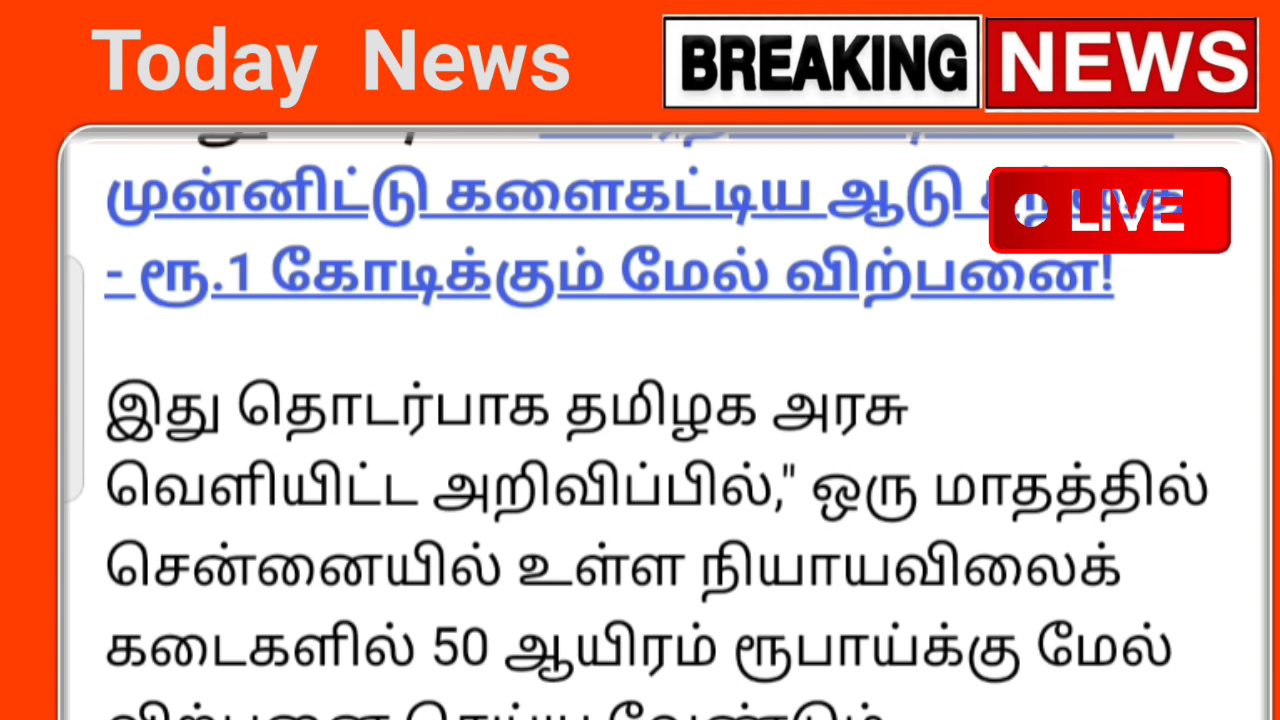 Today News
BREAKING NEWS
முன்னிட்டு களைகட்டிய ஆடு
LIVE
- ரூ.1 கோடிக்கும் மேல் விற்பனை!
இது தொடர்பாக தமிழக அரசு
வெளியிட்ட அறிவிப்பில்," ஒரு மாதத்தில்
சென்னையில் உள்ள நியாயவிலைக்
கடைகளில் 50 ஆயிரம் ரூபாய்க்கு மேல்